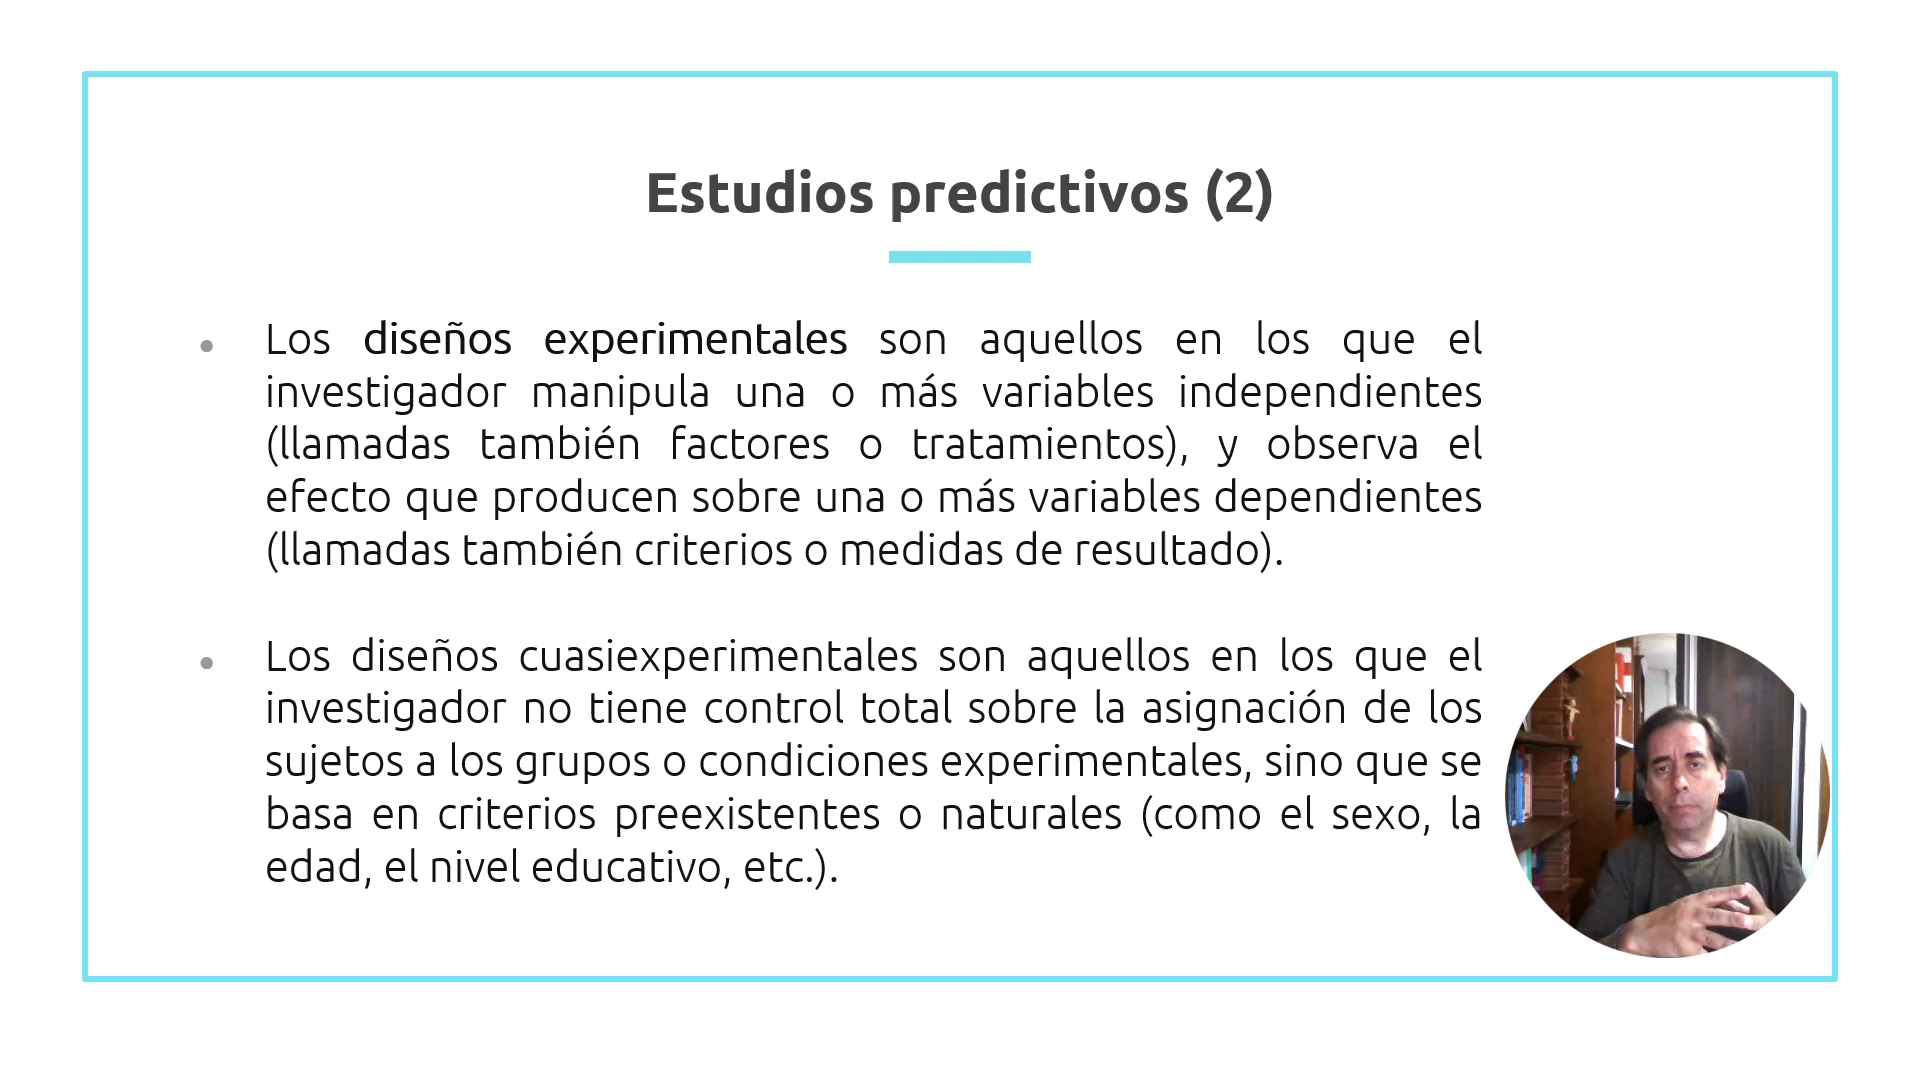 Estudios predictivos (2)
Los diseños experimentales son aquellos en los que el
investigador manipula una o más variables independientes
(llamadas también factores o tratamientos), y observa el
efecto que producen sobre una o más variables dependientes
(llamadas también criterios o medidas de resultado).
Los diseños cuasiexperimentales son aquellos en los que el
investigador no tiene control total sobre la asignación de los
sujetos a los grupos o condiciones experimentales, sino que se
basa en criterios preexistentes o naturales (como el sexo, la
edad, el nivel educativo, etc.).